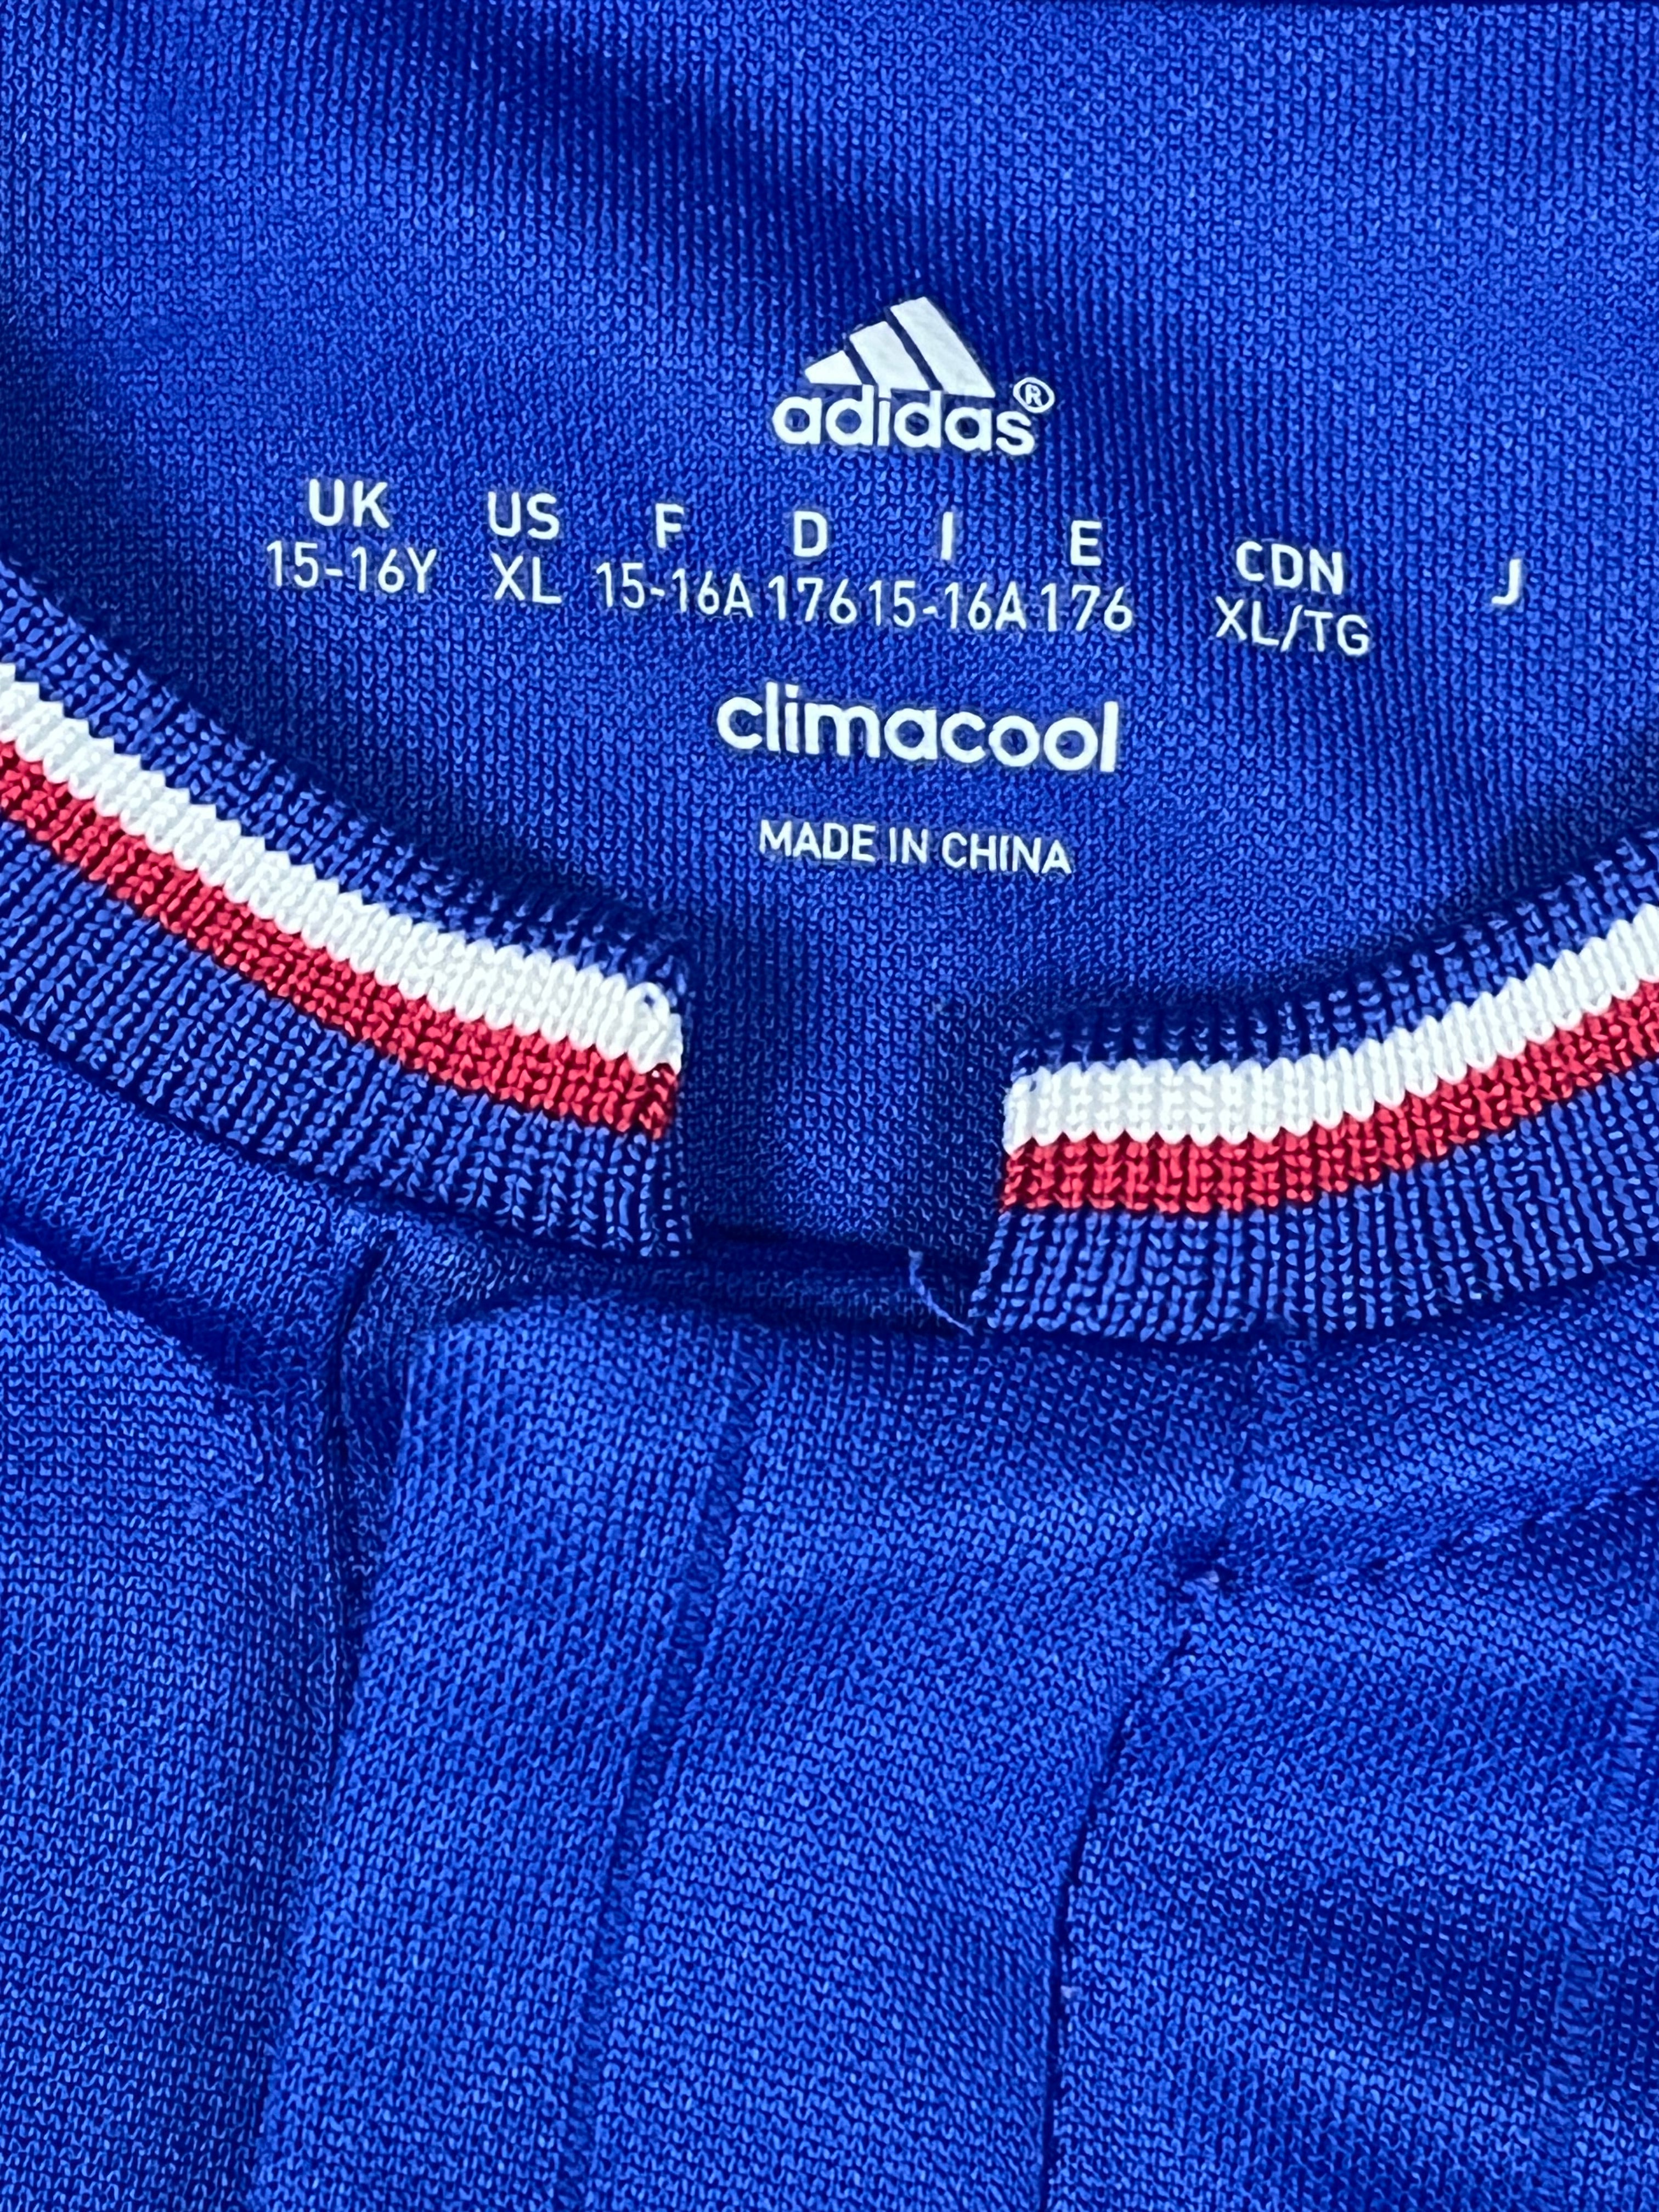 adidas®
UK US F D I E CDN J
15-16Y XL 15-16A 176 15-16A 176 XL/TG
climacool
MADE IN CHINA